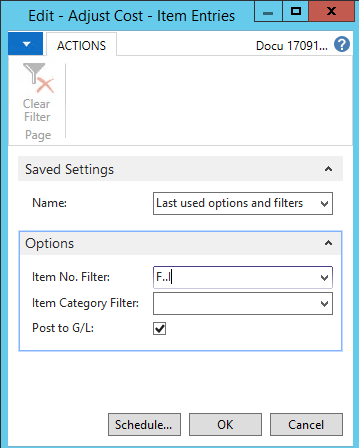 Edit - Adjust Cost - Item Entries
ACTIONS
Docu 17091...
?
Clear
Filter
Page
Saved Settings
Name:
Last used options and filters
Options
Item No. Filter:
F..I
Item Category Filter:
Post to G/L:
Schedule...
OK
Cancel